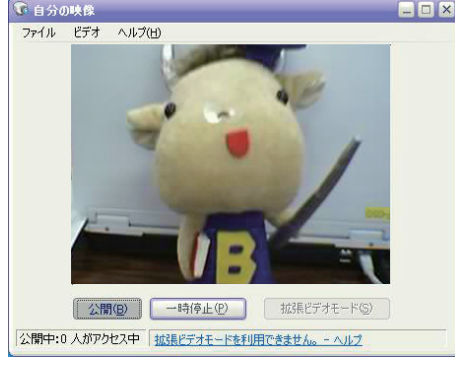 自分の映像
ファイル ビデオ ヘルプ(H)
B
公開(B) 一時停止(P) 拡張ビデオモード(S)
公開中:0 人がアクセス中 拡張ビデオモードを利用できません。 - ヘルプ